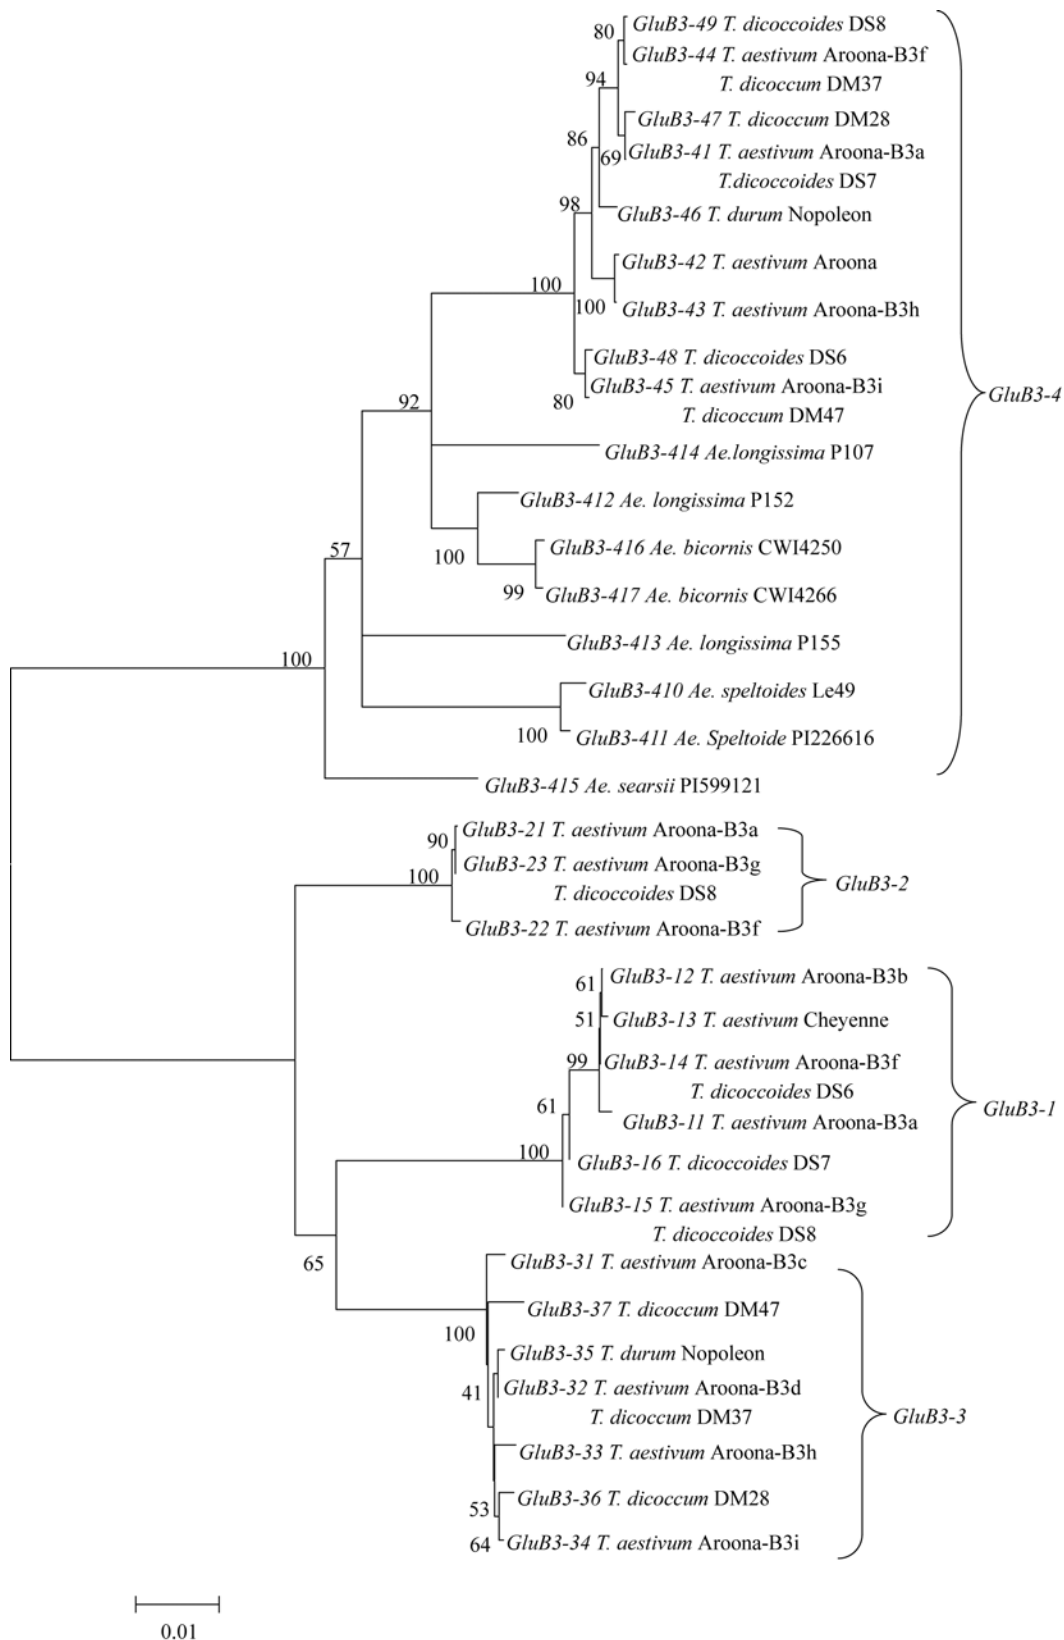 80
GluB3-49 T. dicoccoides DS8
GluB3-44 T. aestivum Aroona-B3f
T. dicoccum DM37
94
GluB3-47 T. dicoccum DM28
86
69
GluB3-41 T. aestivum Aroona-B3a
T.dicoccoides DS7
98
GluB3-46 T. durum Nopoleon
GluB3-42 T. aestivum Aroona
100
100
GluB3-43 T. aestivum Aroona-B3h
GluB3-48 T. dicoccoides DS6
GluB3-45 T. aestivum Aroona-B3i
GluB3-4
92
80
T. dicoccum DM47
GluB3-414 Ae.longissima P107
GluB3-412 Ae. longissima P152
57
100
GluB3-416 Ae. bicornis CWI4250
99
GluB3-417 Ae. bicornis CWI4266
GluB3-413 Ae. longissima P155
100
GluB3-410 Ae. speltoides Le49
100
GluB3-411 Ae. Speltoide PI226616
GluB3-415 Ae. searsii PI599121
GluB3-21 T. aestivum Aroona-B3a
90
GluB3-23 T. aestivum Aroona-B3g
100
GluB3-2
T. dicoccoides DS8
GluB3-22 T. aestivum Aroona-B3f
61
GluB3-12 T. aestivum Aroona-B3b
51
GluB3-13 T. aestivum Cheyenne
99
GluB3-14 T. aestivum Aroona-B3f
T. dicoccoides DS6
61
GluB3-1
GluB3-11 T. aestivum Aroona-B3a
100
GluB3-16 T. dicoccoides DS7
GluB3-15 T. aestivum Aroona-B3g
T. dicoccoides DS8
65
GluB3-31 T. aestivum Aroona-B3c
GluB3-37 T. dicoccum DM47
100
GluB3-35 T. durum Nopoleon
41
GluB3-32 T. aestivum Aroona-B3d
T. dicoccum DM37
GluB3-3
GluB3-33 T. aestivum Aroona-B3h
53
GluB3-36 T. dicoccum DM28
64
GluB3-34 T. aestivum Aroona-B3i
0.01